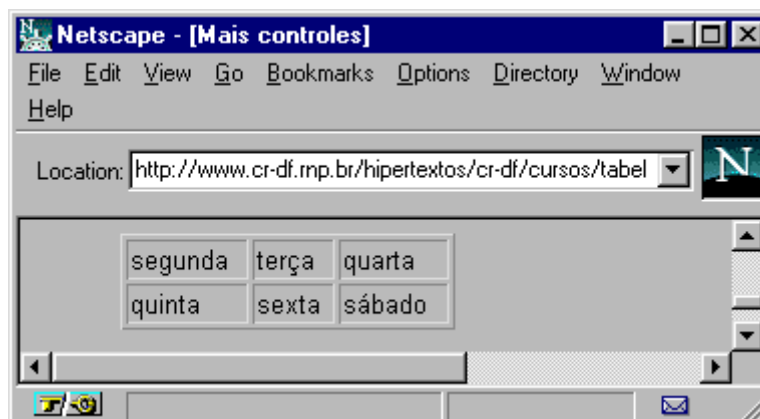 Netscape - [Mais controles]
File Edit View Go Bookmarks Options Directory Window
Help
Location: http://www.cr-df.rnp.br/hipertextos/cr-df/cursos/tabel
N
segunda terça quarta
quinta sexta sábado